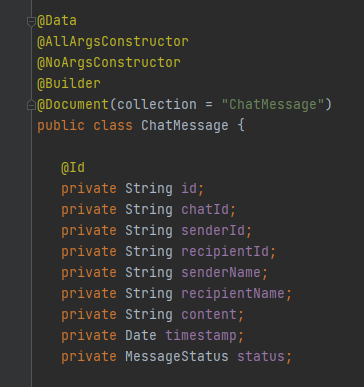 @Data
@AllArgsConstructor
@NoArgsConstructor
@Builder
@Document(collection = "ChatMessage")
public class ChatMessage {
@Id
private String id;
private String chatId;
private String senderId;
private String recipientId;
private String senderName;
private String recipientName;
private String content;
private Date timestamp;
private MessageStatus status;